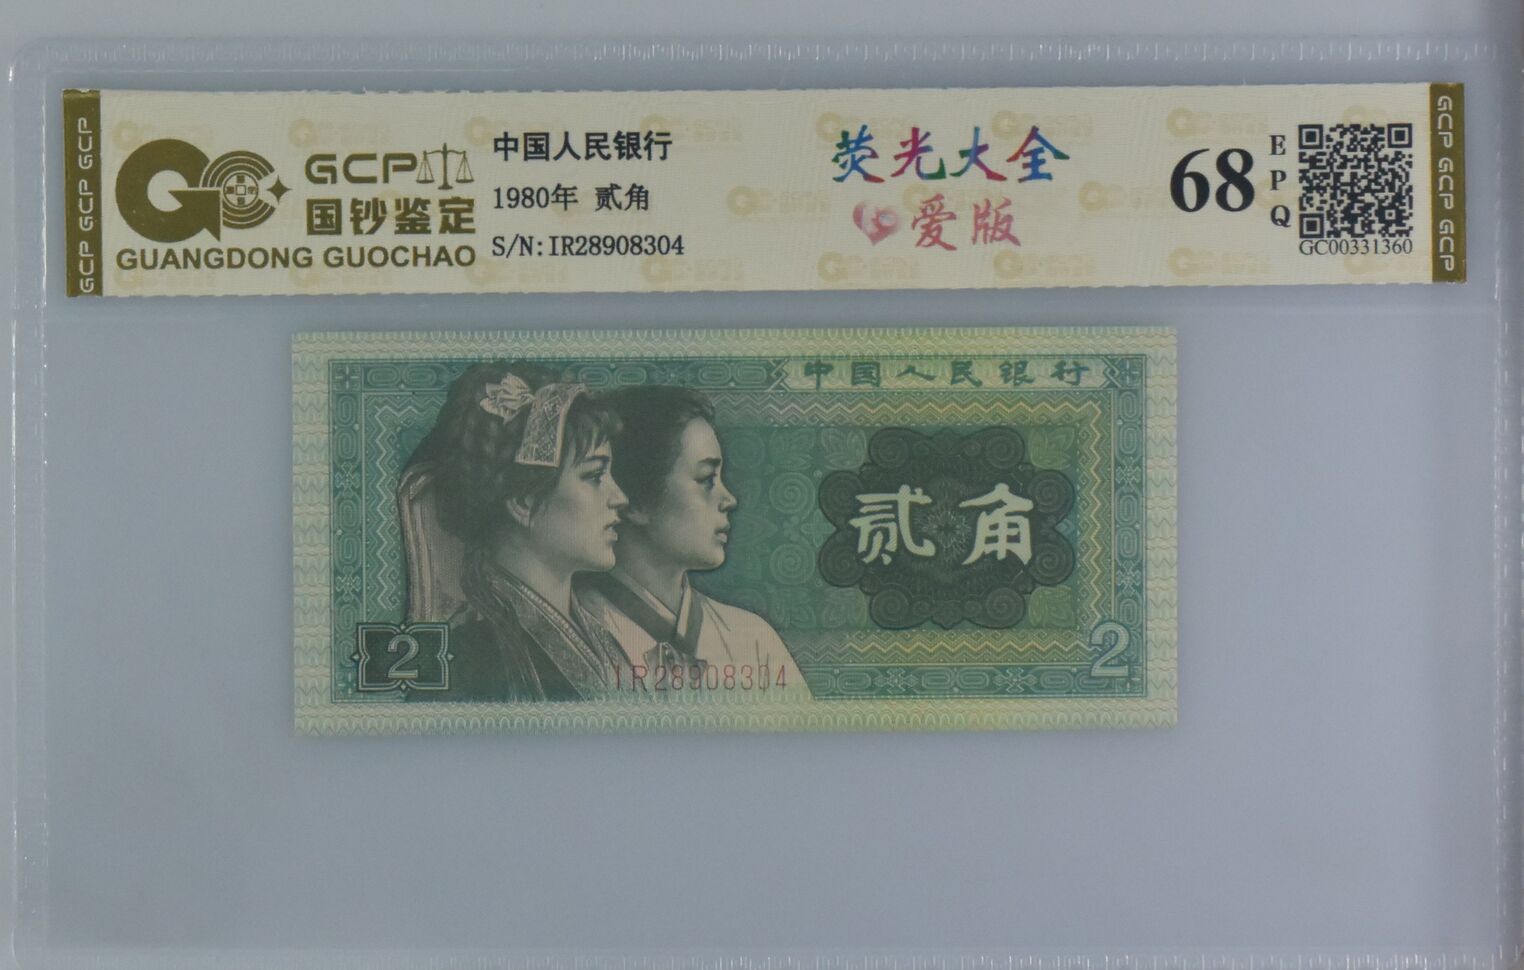 GCP GCP GCP
GCP
国钞鉴定
GUANGDONG GUOCHAO
中国人民银行
1980年 贰角
S/N:IR28908304
荧光大全
爱版
68
EPQ
GC00331360
GCP GCP GCP
中国人民银行
贰角
2
2
IR28908304